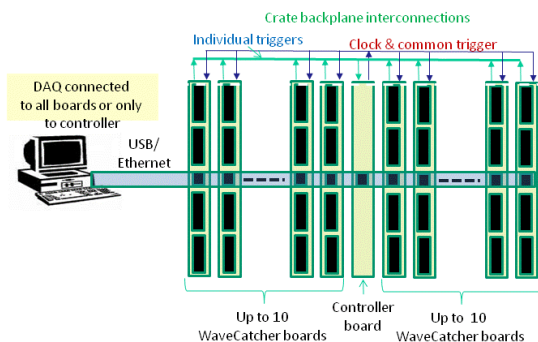 Crate backplane interconnections
Individual triggers
Clock & common trigger
DAQ connected
to all boards or only
to controller
USB/
Ethernet
Up to 10
WaveCatcher boards
Controller
board
Up to 10
WaveCatcher boards